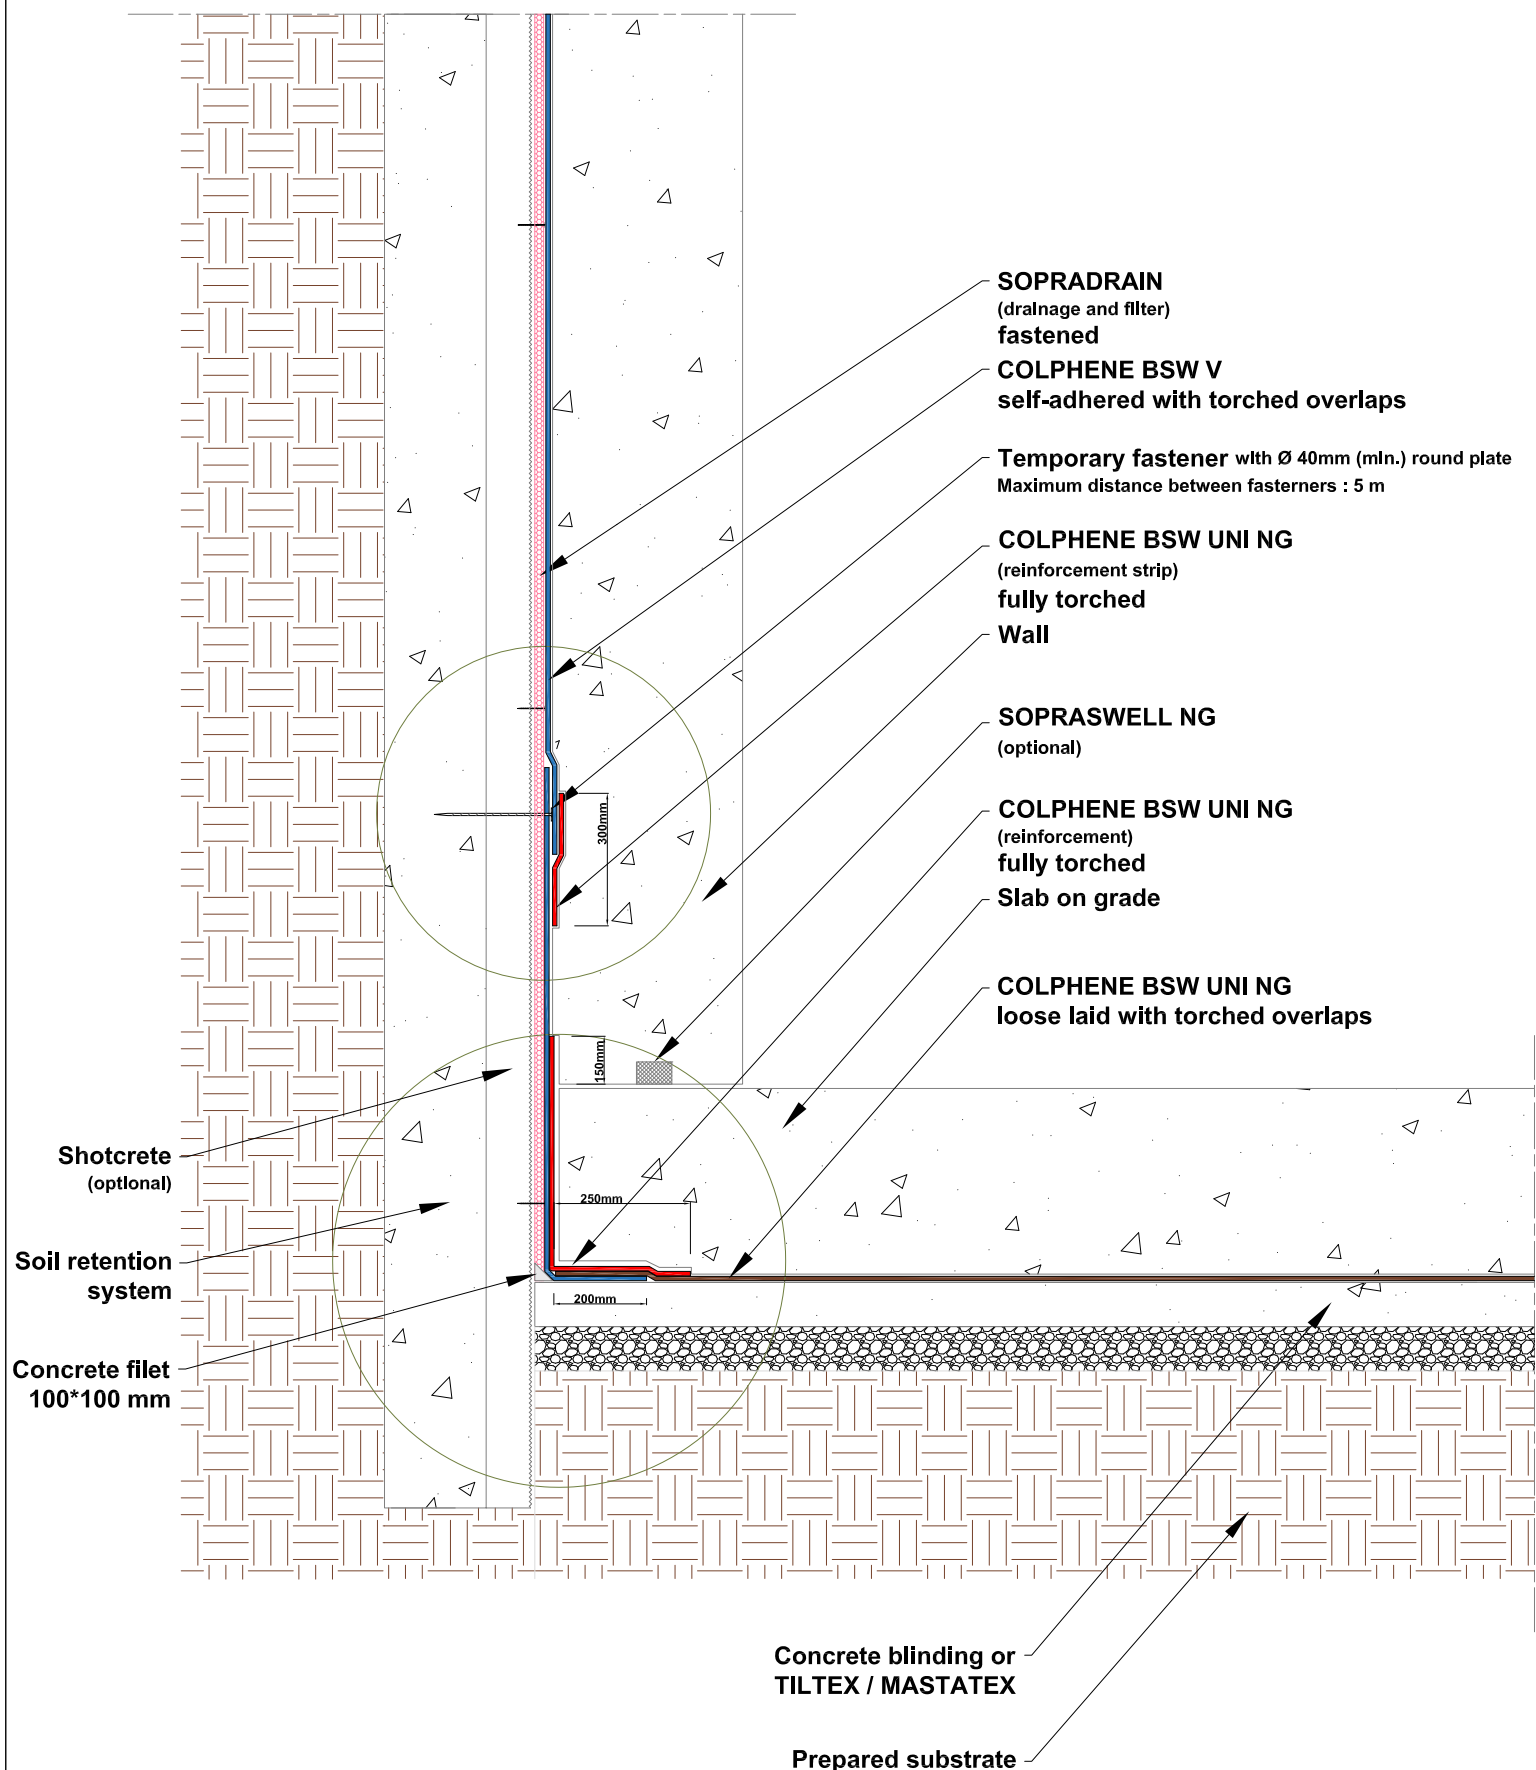 SOPRADRAIN
(drainage and filter)
fastened
COLPHENE BSW V
self-adhered with torched overlaps
Temporary fastener with Ø 40mm (min.) round plate
Maximum distance between fasterners : 5 m
COLPHENE BSW UNI NG
(reinforcement strip)
fully torched
Wall
SOPRASWELL NG
(optional)
300mm
COLPHENE BSW UNI NG
(reinforcement)
fully torched
Slab on grade
COLPHENE BSW UNI NG
loose laid with torched overlaps
150mm
Shotcrete
(optional)
250mm
Soil retention
system
200mm
Concrete filet
100*100 mm
Concrete blinding or
TILTEX / MASTATEX
Prepared substrate